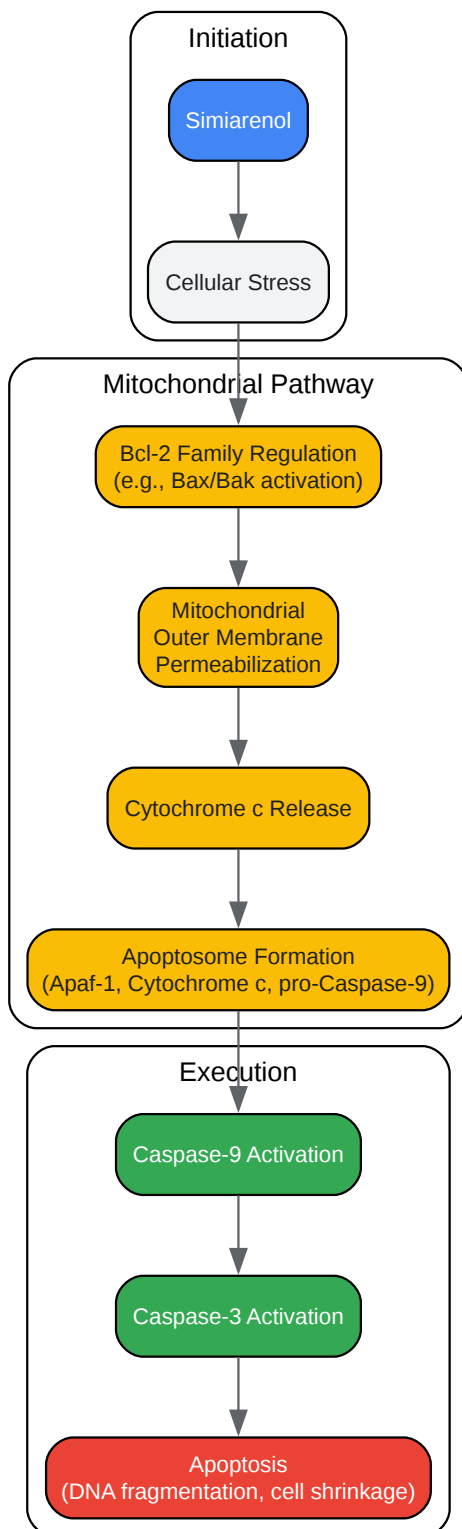 Initiation
Simiarenol
Cellular Stress
Mitochondrial Pathway
Bcl-2 Family Regulation
(e.g., Bax/Bak activation)
Mitochondrial
Outer Membrane
Permeabilization
Cytochrome c Release
Apoptosome Formation
(Apaf-1, Cytochrome c, pro-Caspase-9)
Execution
Caspase-9 Activation
Caspase-3 Activation
Apoptosis
(DNA fragmentation, cell shrinkage)